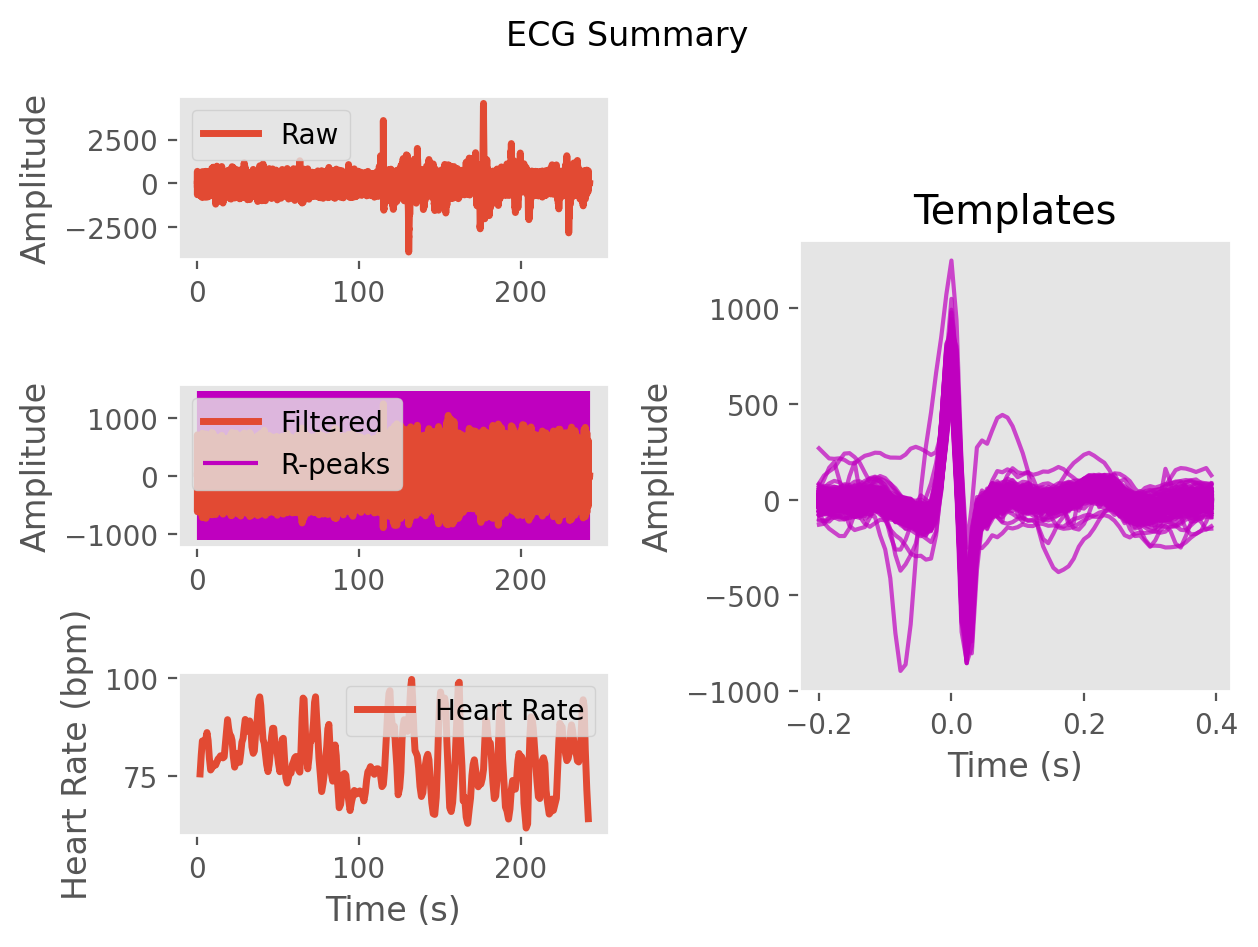 ECG Summary
Amplitude
2500
0
−2500
Raw
0 100 200
Amplitude
1000
0
−1000
Filtered
R-peaks
0 100 200
Heart Rate (bpm)
100
75
Heart Rate
0 100 200
Time (s)
Templates
Amplitude
1000
500
0
−500
−1000
−0.2 0.0 0.2 0.4
Time (s)